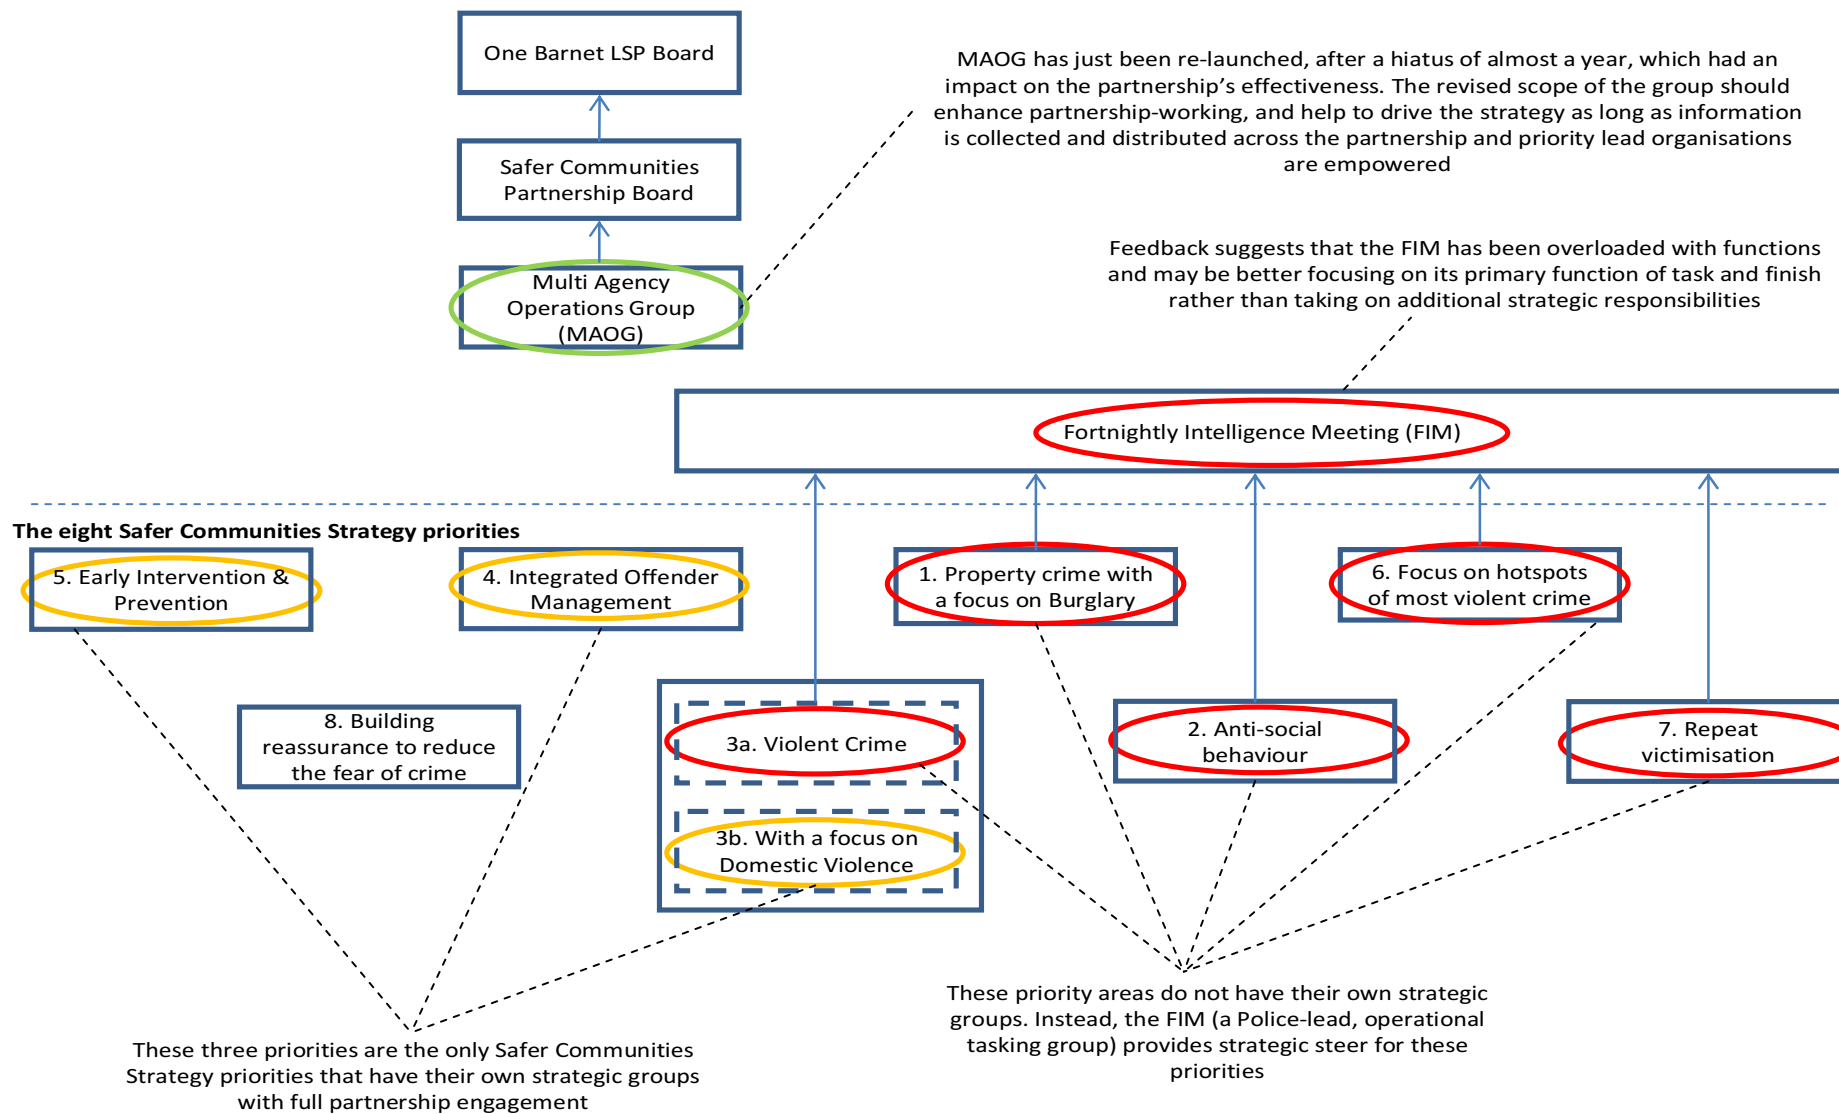 One Barnet LSP Board
MAOG has just been re-launched, after a hiatus of almost a year, which had an
impact on the partnership's effectiveness. The revised scope of the group should
enhance partnership-working, and help to drive the strategy as long as information
is collected and distributed across the partnership and priority lead organisations
are empowered
Safer Communities
Partnership Board
Multi Agency
Operations Group
(MAOG)
Feedback suggests that the FIM has been overloaded with functions
and may be better focusing on its primary function of task and finish
rather than taking on additional strategic responsibilities
Fortnightly Intelligence Meeting (FIM)
The eight Safer Communities Strategy priorities
5. Early Intervention &
Prevention
4. Integrated Offender
Management
1. Property crime with
a focus on Burglary
6. Focus on hotspots
of most violent crime
8. Building
reassurance to reduce
the fear of crime
3a. Violent Crime
2. Anti-social
behaviour
7. Repeat
victimisation
3b. With a focus on
Domestic Violence
These three priorities are the only Safer Communities
Strategy priorities that have their own strategic groups
with full partnership engagement
These priority areas do not have their own strategic
groups. Instead, the FIM (a Police-lead, operational
tasking group) provides strategic steer for these
priorities